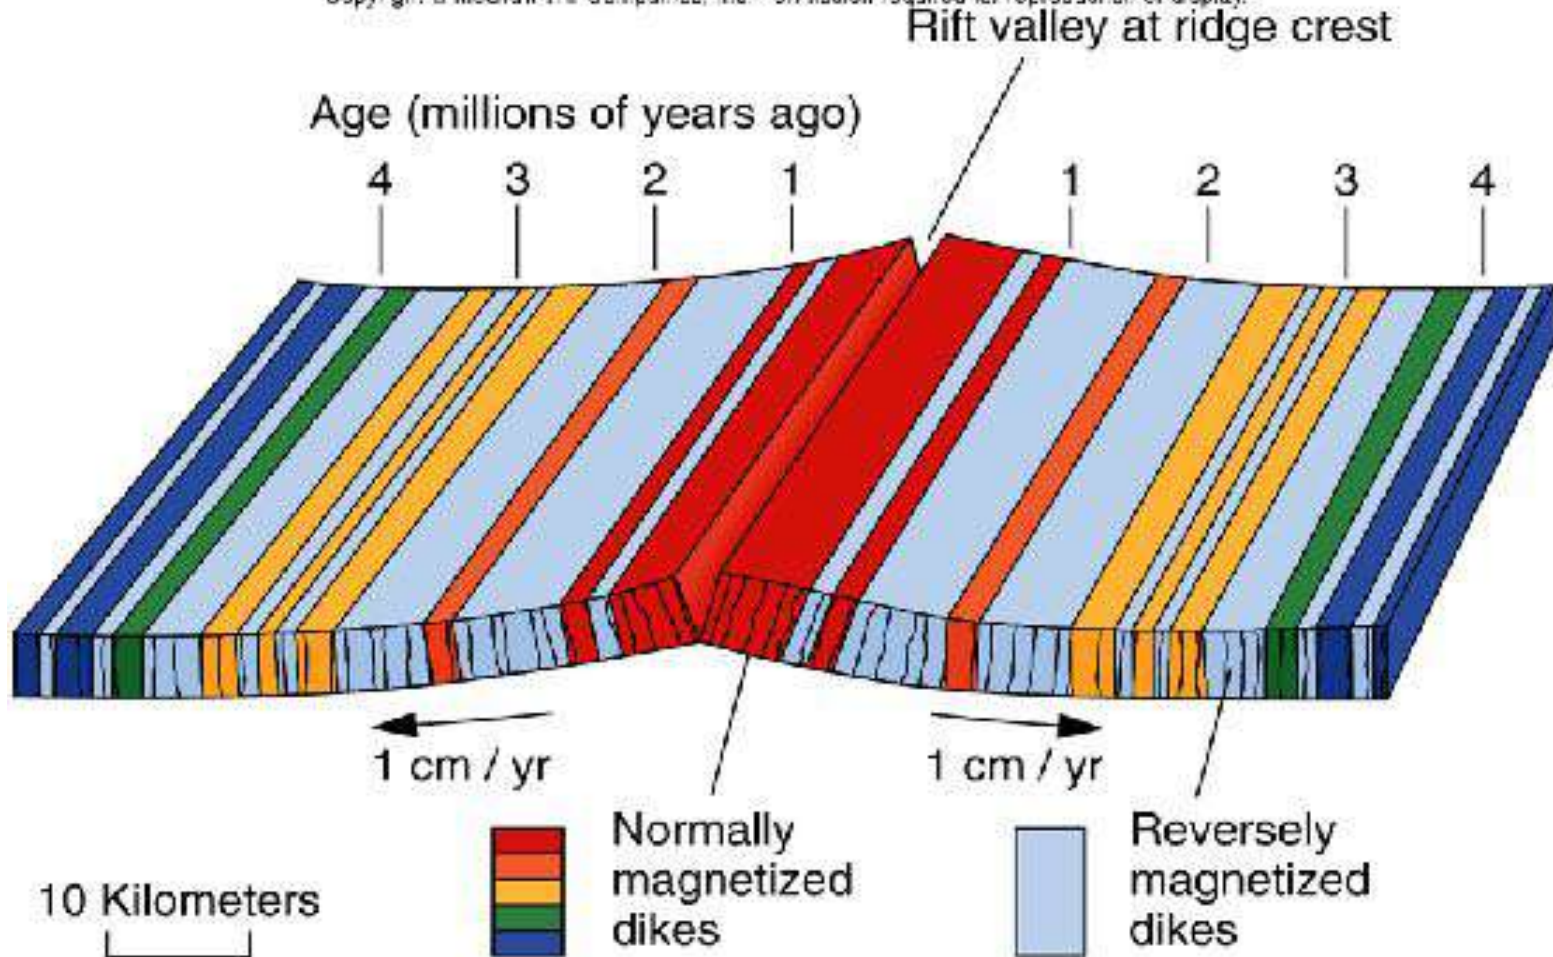 Rift valley at ridge crest
Age (millions of years ago)
4 3 2 1 1 2 3 4
1 cm / yr
1 cm / yr
Normally
magnetized
dikes
Reversely
magnetized
dikes
10 Kilometers